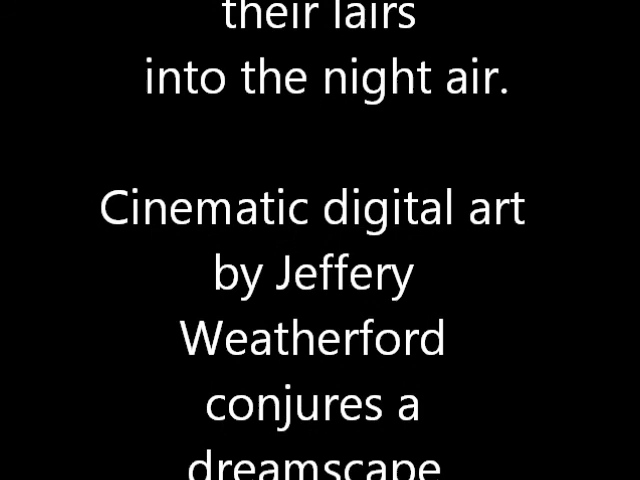 their lairs
into the night air.
Cinematic digital art
by Jeffery
Weatherford
conjures a
dreamscape